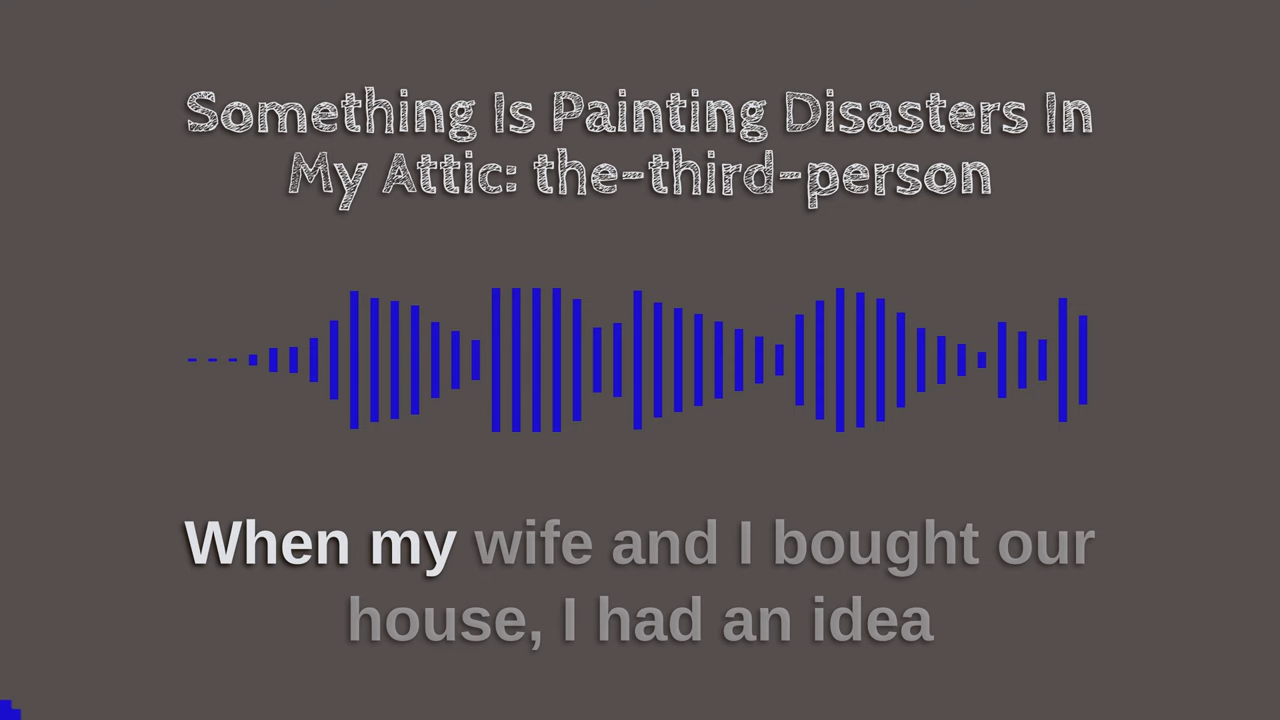 Something Is Painting Disasters In
My Attic: the-third-person
When my wife and I bought our
house, I had an idea